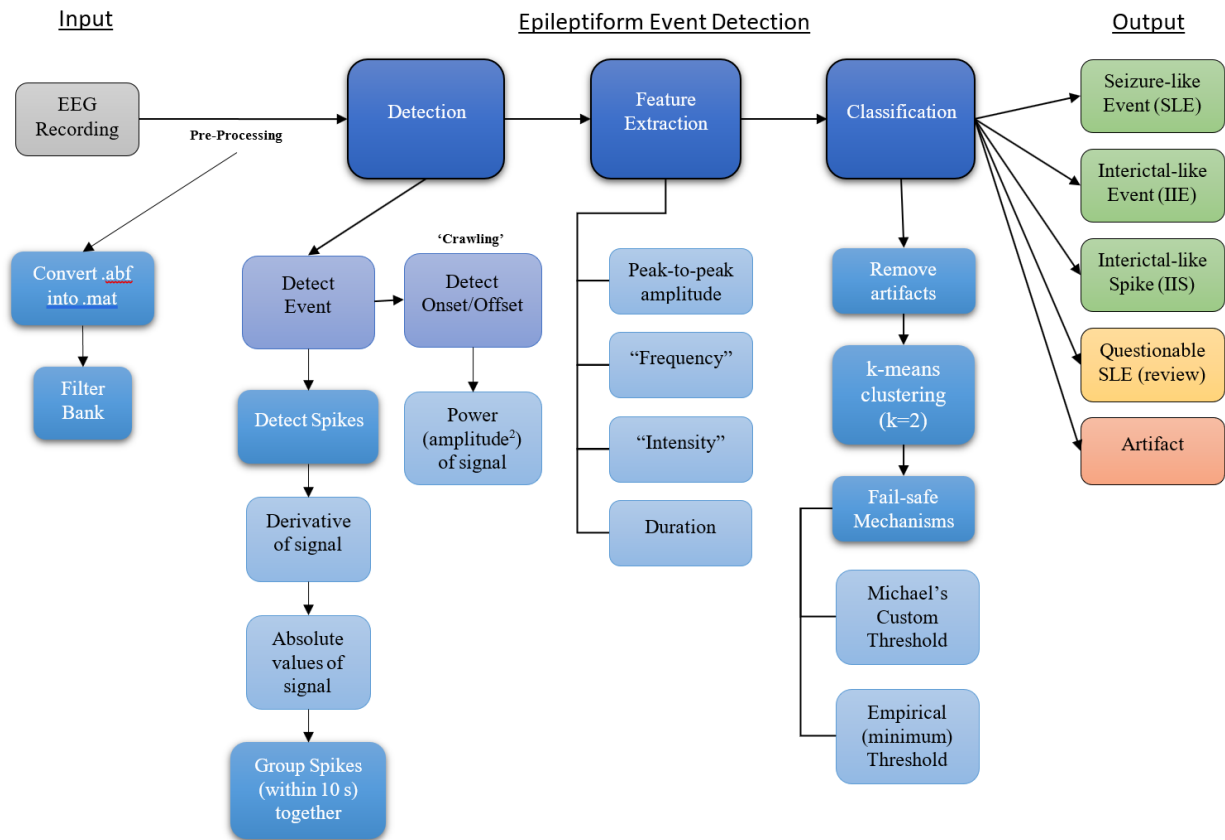 Input
Epileptiform Event Detection
Output
EEG
Recording
Pre-Processing
Detection
Feature
Extraction
Classification
Seizure-like
Event (SLE)
Interictal-like
Event (IIE)
Interictal-like
Spike (IIS)
Questionable
SLE (review)
Artifact
Convert .abf
into .mat
Filter
Bank
Detect
Event
‘Crawling’
Detect
Onset/Offset
Detect Spikes
Power
(amplitude²)
of signal
Derivative
of signal
Absolute
values of
signal
Group Spikes
(within 10 s)
together
Peak-to-peak
amplitude
“Frequency”
“Intensity”
Duration
Remove
artifacts
k-means
clustering
(k=2)
Fail-safe
Mechanisms
Michael’s
Custom
Threshold
Empirical
(minimum)
Threshold